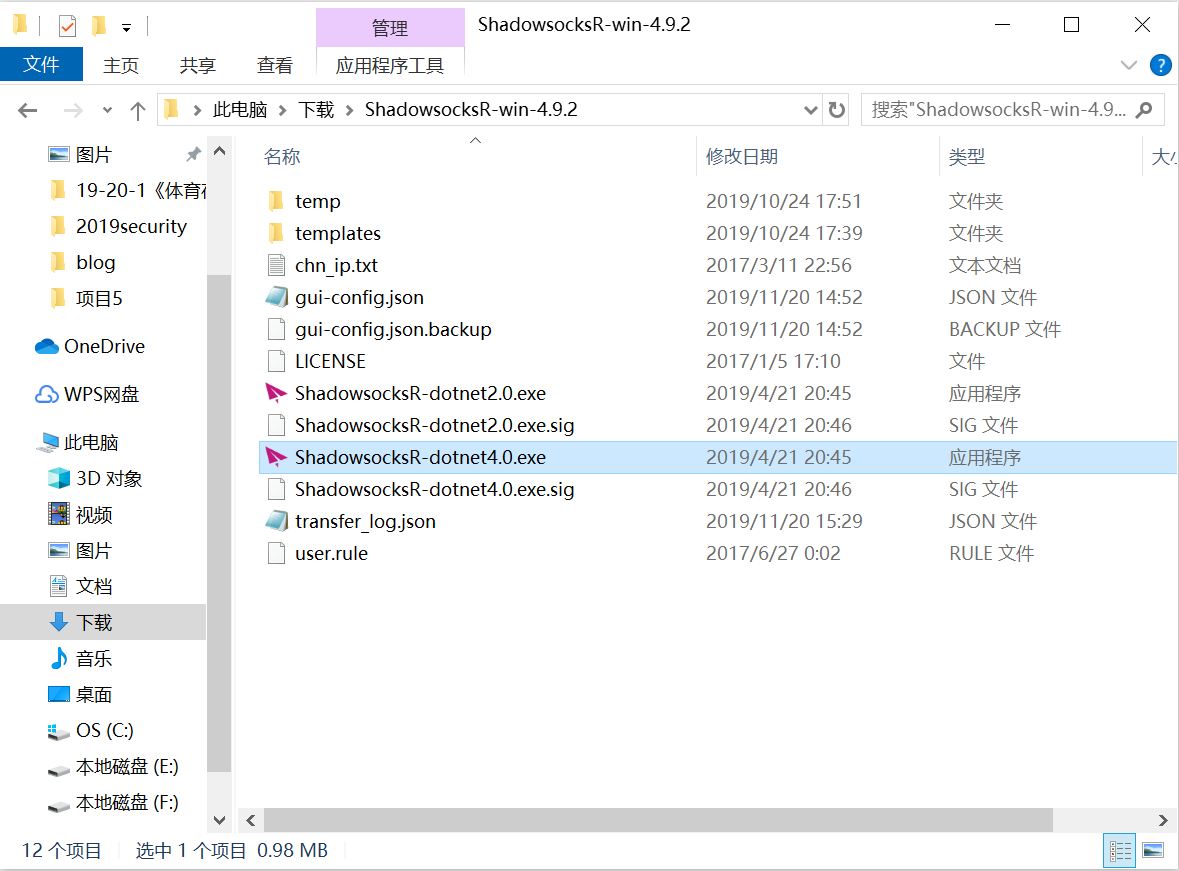 管理
ShadowsocksR-win-4.9.2
文件 主页 共享 查看 应用程序工具
此电脑 下载 ShadowsocksR-win-4.9.2
搜索"ShadowsocksR-win-4.9...
图片
19-20-1《体育
2019security
blog
项目5
OneDrive
WPS网盘
此电脑
3D 对象
视频
图片
文档
下载
音乐
桌面
OS (C:)
本地磁盘 (E:)
本地磁盘 (F:)
名称 修改日期 类型 大小
temp 2019/10/24 17:51 文件夹
templates 2019/10/24 17:39 文件夹
chn_ip.txt 2017/3/11 22:56 文本文档
gui-config.json 2019/11/20 14:52 JSON 文件
gui-config.json.backup 2019/11/20 14:52 BACKUP 文件
LICENSE 2017/1/5 17:10 文件
ShadowsocksR-dotnet2.0.exe 2019/4/21 20:45 应用程序
ShadowsocksR-dotnet2.0.exe.sig 2019/4/21 20:46 SIG 文件
ShadowsocksR-dotnet4.0.exe 2019/4/21 20:45 应用程序
ShadowsocksR-dotnet4.0.exe.sig 2019/4/21 20:46 SIG 文件
transfer_log.json 2019/11/20 15:29 JSON 文件
user.rule 2017/6/27 0:02 RULE 文件
12 个项目 选中 1 个项目 0.98 MB